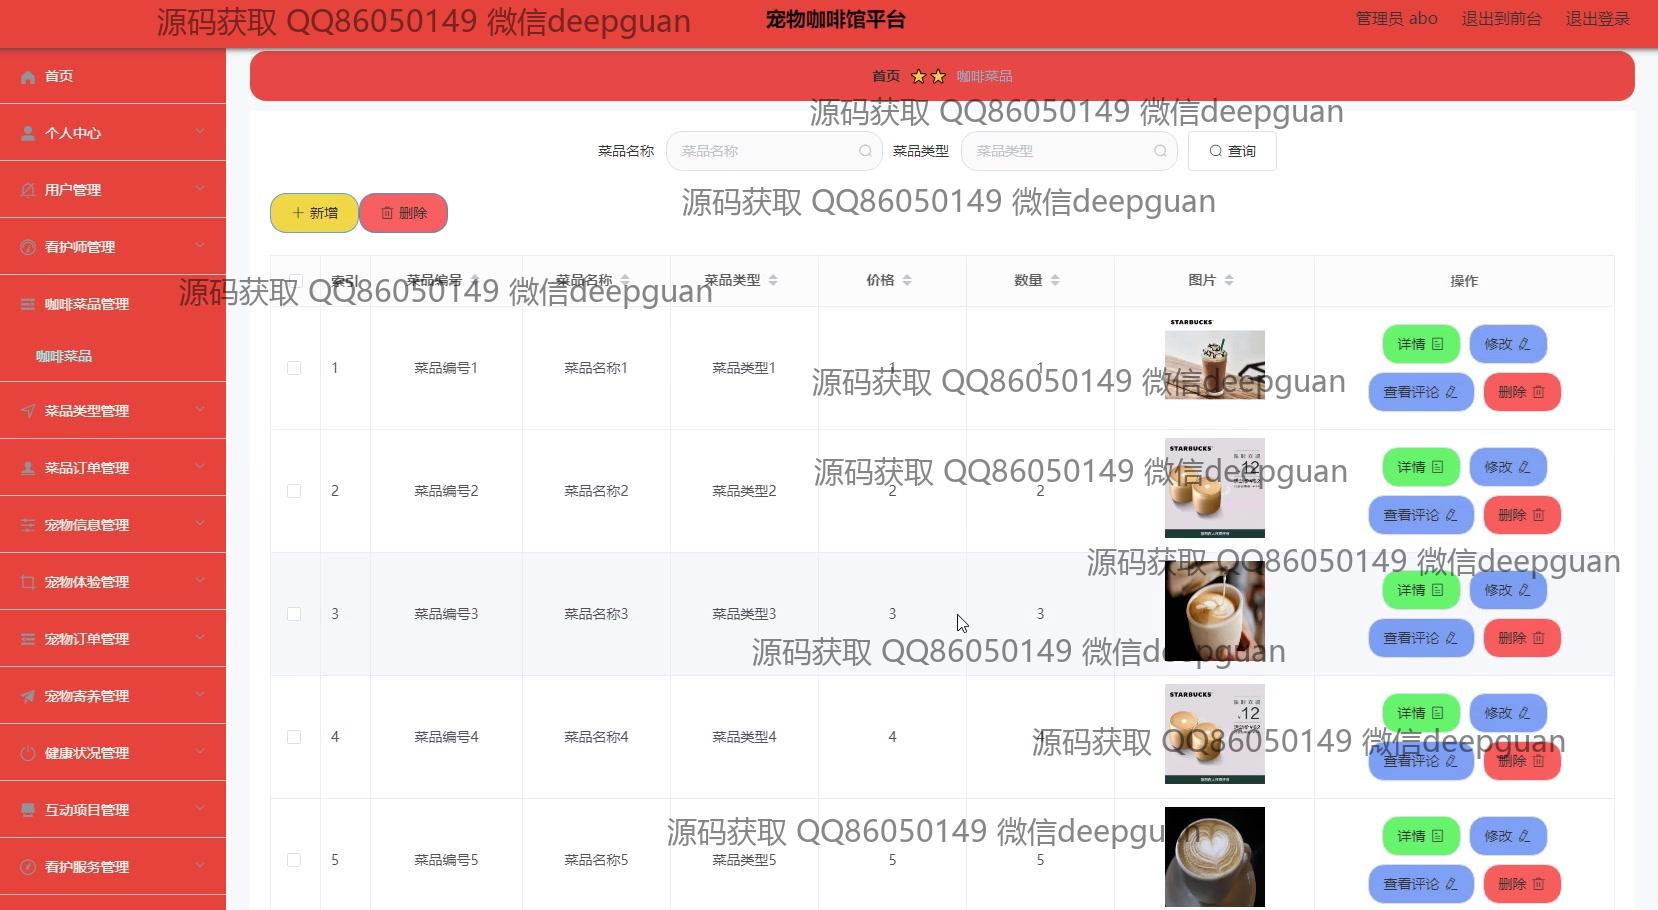 源码获取 QQ86050149 微信deepguan
宠物咖啡馆平台
管理员 abo 退出到前台 退出登录
首页
个人中心
用户管理
看护师管理
咖啡菜品管理
咖啡菜品
菜品类型管理
菜品订单管理
宠物信息管理
宠物体验管理
宠物订单管理
宠物寄养管理
健康状况管理
互动项目管理
看护服务管理
首页 咖啡菜品
源码获取 QQ86050149 微信deepguan
菜品名称 菜品名称 菜品类型 菜品类型 查询
源码获取 QQ86050149 微信deepguan
新增 删除
索引 菜品编号 菜品名称 菜品类型 价格 数量 图片 操作
源码获取 QQ86050149 微信deepguan
STARBUCKS
1 菜品编号1 菜品名称1 菜品类型1 1 1
详情 修改
查看评论 删除
源码获取 QQ86050149 微信deepguan
STARBUCKS
12
2 菜品编号2 菜品名称2 菜品类型2 2 2
详情 修改
查看评论 删除
源码获取 QQ86050149 微信deepguan
源码获取 QQ86050149 微信deepguan
3 菜品编号3 菜品名称3 菜品类型3 3 3
详情 修改
查看评论 删除
源码获取 QQ86050149 微信deepguan
STARBUCKS
12
4 菜品编号4 菜品名称4 菜品类型4 4 4
详情 修改
查看评论 删除
源码获取 QQ86050149 微信deepguan
源码获取 QQ86050149 微信deepguan
5 菜品编号5 菜品名称5 菜品类型5 5 5
详情 修改
查看评论 删除